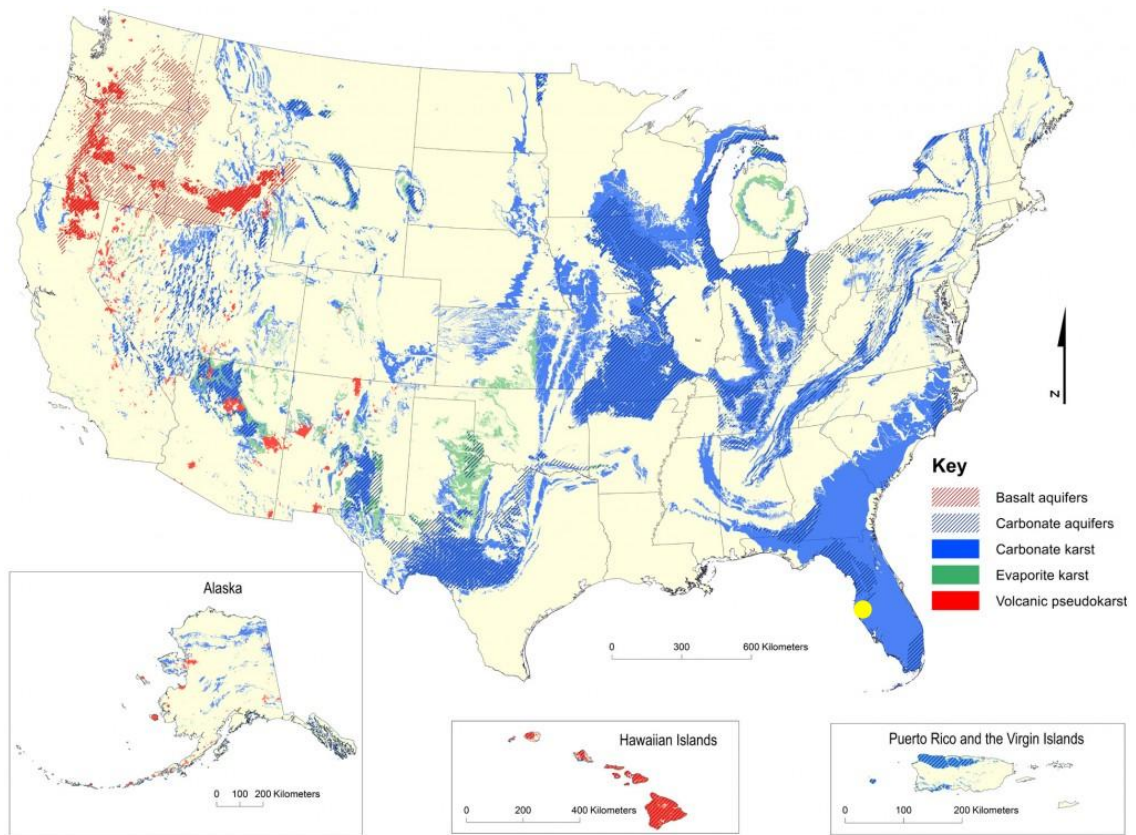 Z
Key
Basalt aquifers
Carbonate aquifers
Carbonate karst
Evaporite karst
Volcanic pseudokarst
0 300 600 Kilometers
Alaska
0 100 200 Kilometers
Hawaiian Islands
0 200 400 Kilometers
Puerto Rico and the Virgin Islands
0 200 Kilometers